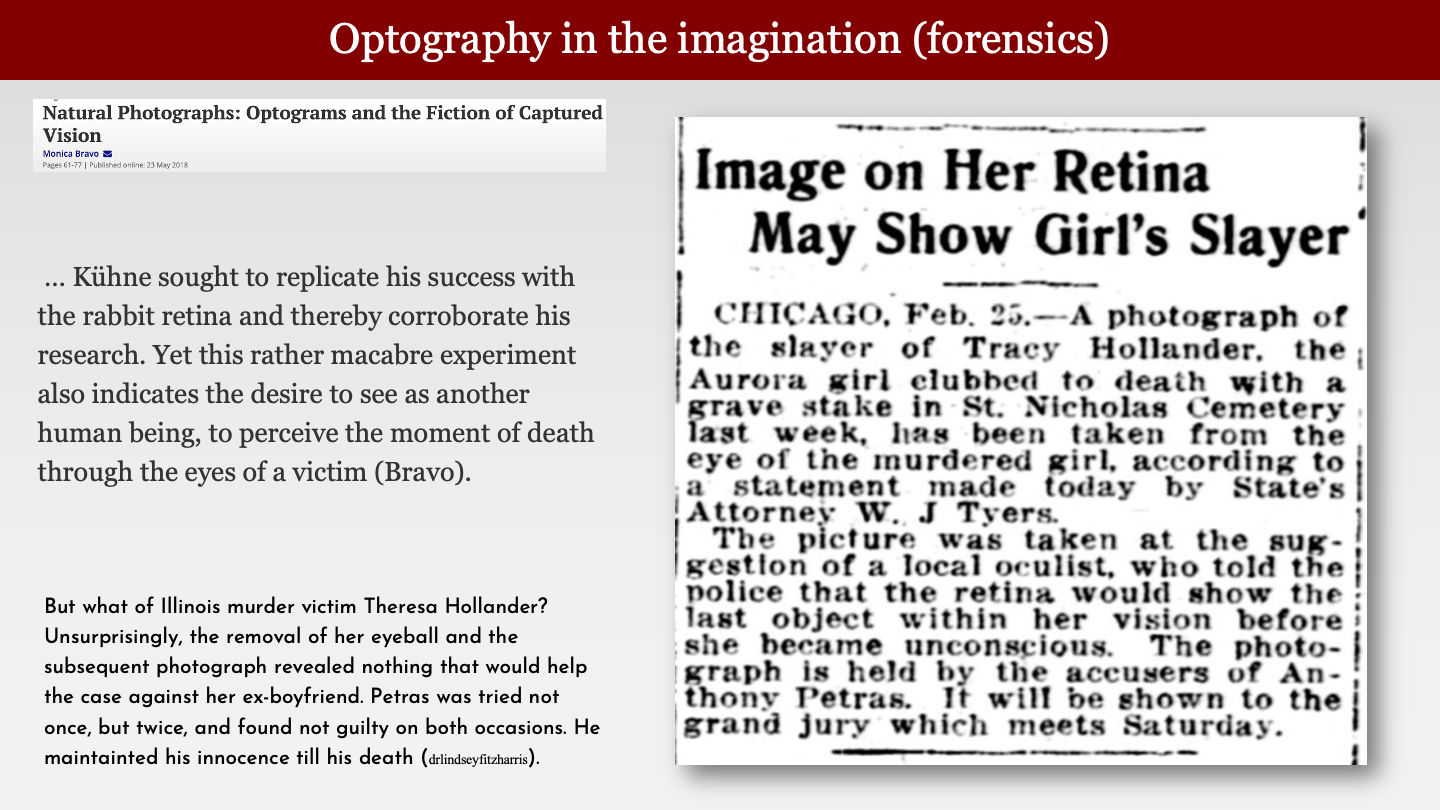 Optography in the imagination (forensics)
Natural Photographs: Optograms and the Fiction of Captured
Vision
Monica Bravo
Pages 61-77 | Published online: 23 May 2018
... Kühne sought to replicate his success with
the rabbit retina and thereby corroborate his
research. Yet this rather macabre experiment
also indicates the desire to see as another
human being, to perceive the moment of death
through the eyes of a victim (Bravo).
But what of Illinois murder victim Theresa Hollander?
Unsurprisingly, the removal of her eyeball and the
subsequent photograph revealed nothing that would help
the case against her ex-boyfriend. Petras was tried not
once, but twice, and found not guilty on both occasions. He
maintainted his innocence till his death (drlindseyfitzharris).
Image on Her Retina
May Show Girl's Slayer
CHICAGO, Feb. 25.—A photograph of
the slayer of Tracy Hollander, the
Aurora girl clubbed to death with a
grave stake in St. Nicholas Cemetery
last week, has been taken from the
eye of the murdered girl, according to
a statement made today by State's
Attorney W. J Tyers.
The picture was taken at the sug-
gestion of a local oculist, who told the
police that the retina would show the
last object within her vision before
she became unconscious. The photo-
graph is held by the accusers of An-
thony Petras. It will be shown to the
grand jury which meets Saturday.